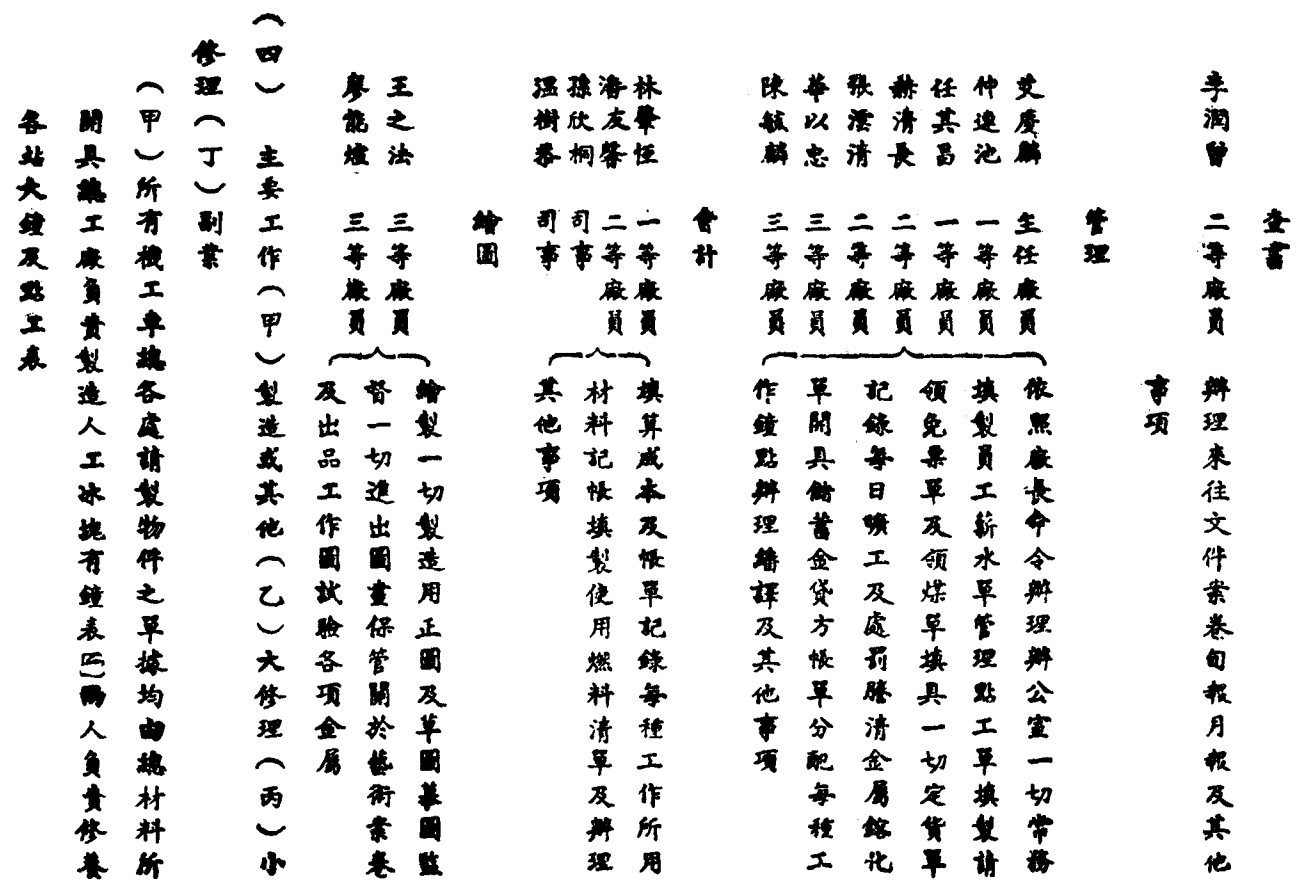 查書
李潤曾 二等廠員 辦理來往文件案卷旬報月報及其他
事項
管理
艾慶麟 主任廠員
仲連池 一等廠員
任其昌 一等廠員
赫清長 二等廠員
張澐清 二等廠員
華以忠 三等廠員
陳毓麟 三等廠員
依照廠長命令辦理辦公室一切常務
填製員工薪水單管理點工單填製請
領免票單及領煤單填具一切定貨單
記錄每日曠工及處罰謄清金屬鎔化
單開具儲蓄金貸方帳單分配每種工
作鐘點辦理繙譯及其他事項
會計
林肇恒 一等廠員
潘友馨 二等廠員
孫欣桐 司事
溫樹恭 司事
填算成本及帳單記錄每種工作所用
材料記帳填製使用燃料清單及辦理
其他事項
繪圖
王之法 三等廠員
廖龍煊 三等廠員
繪製一切製造用正圖及草圖摹圖監
督一切進出圖畫保管關於藝術案卷
及出品工作圖試驗各項金屬
(四) 主要工作(甲)製造或其他(乙)大修理(丙)小
修理(丁)副業
(甲)所有機工車總各處請製物件之單據均由總材料所
開具總工廠負責製造人工冰塊有鐘表匠兩人負責修養
各站大鐘及點工表